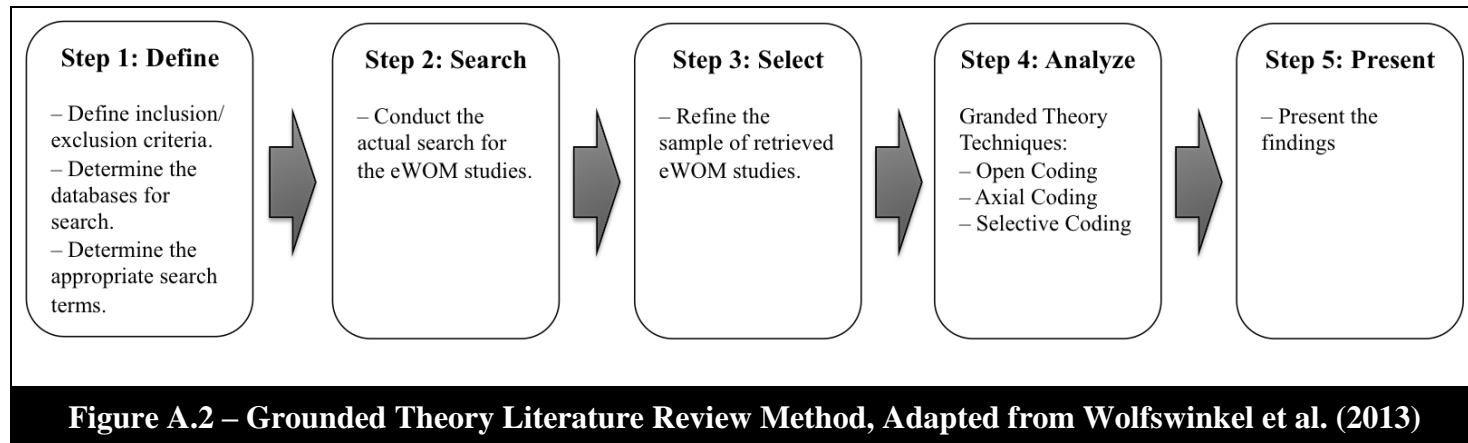 Step 1: Define
– Define inclusion/
exclusion criteria.
– Determine the
databases for
search.
– Determine the
appropriate search
terms.
Step 2: Search
– Conduct the
actual search for
the eWOM studies.
Step 3: Select
– Refine the
sample of retrieved
eWOM studies.
Step 4: Analyze
Granded Theory
Techniques:
– Open Coding
– Axial Coding
– Selective Coding
Step 5: Present
– Present the
findings
Figure A.2 – Grounded Theory Literature Review Method, Adapted from Wolfswinkel et al. (2013)